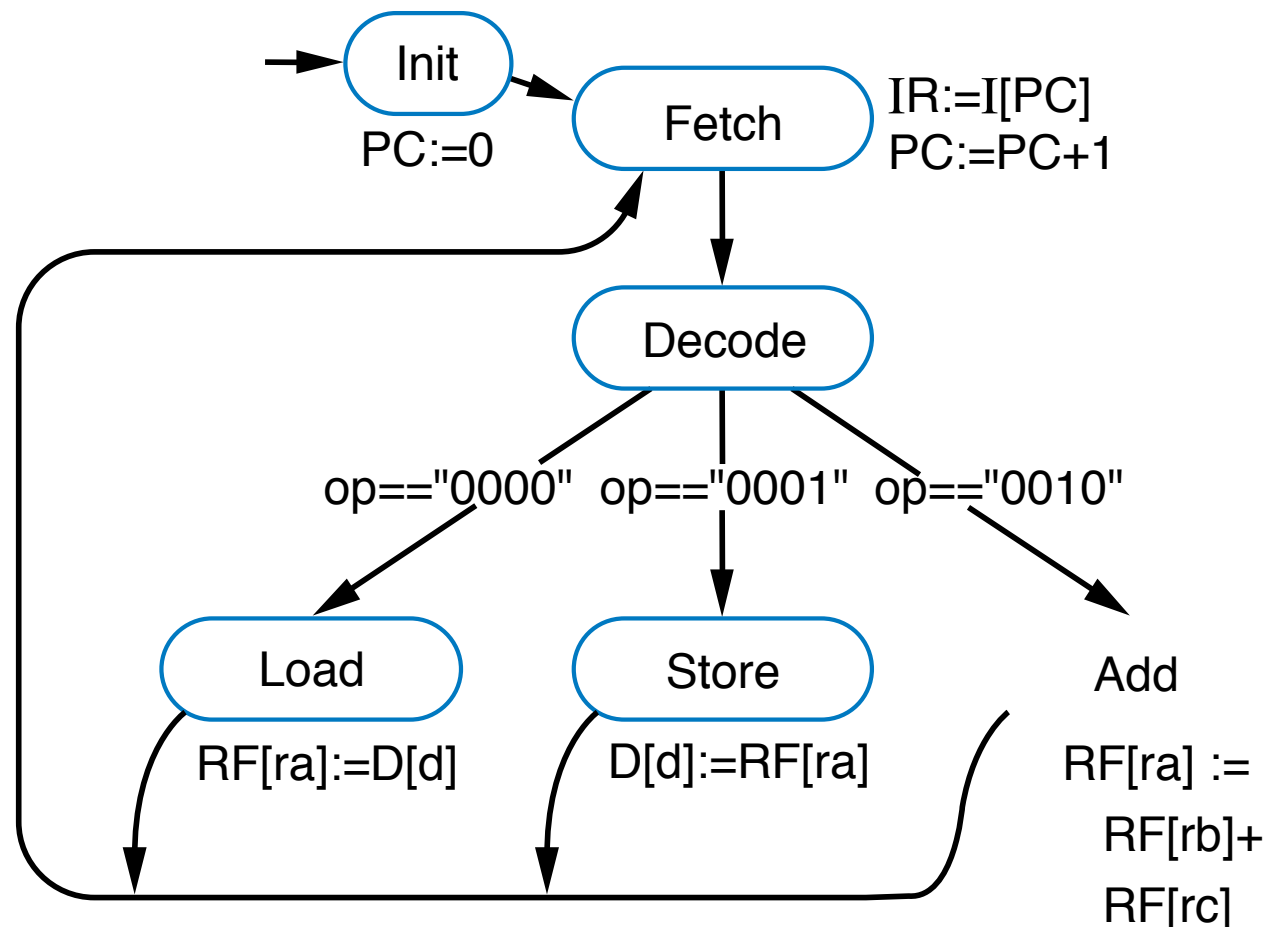 Init
PC:=0
Fetch
IR:=I[PC]
PC:=PC+1
Decode
op=="0000" op=="0001" op=="0010"
Load
RF[ra]:=D[d]
Store
D[d]:=RF[ra]
Add
RF[ra] :=
RF[rb]+
RF[rc]